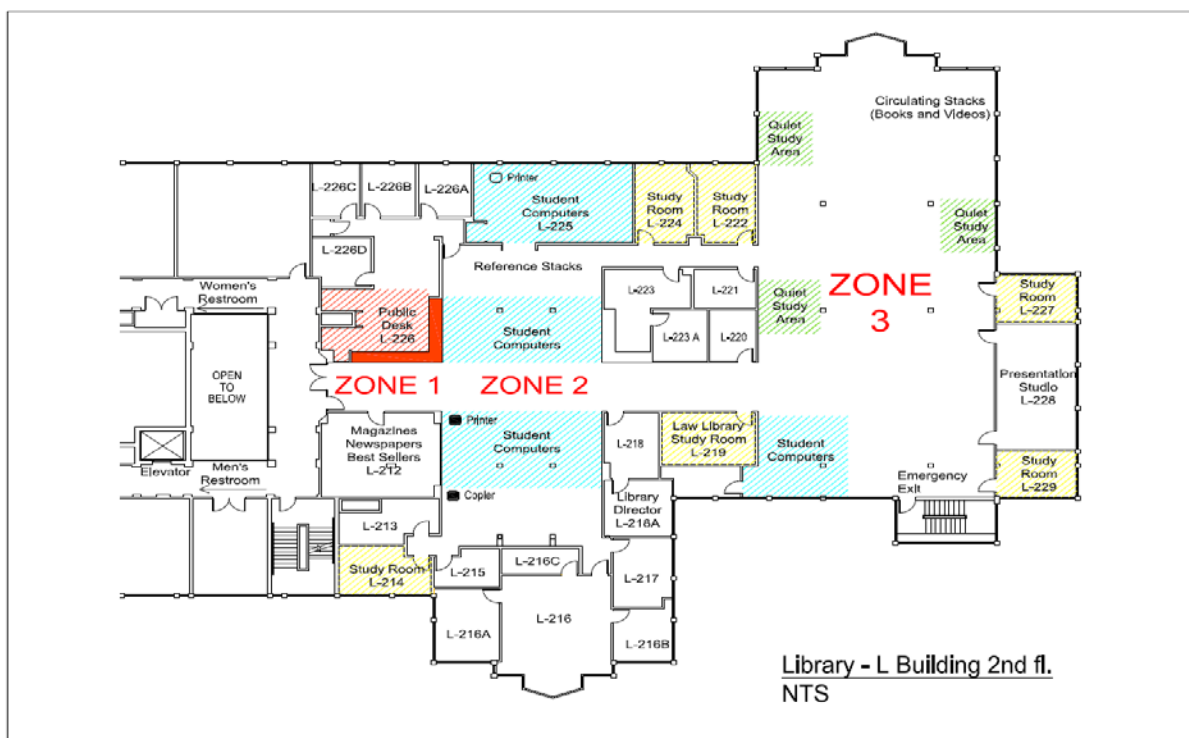 Circulating Stacks
(Books and Videos)
Quiet
Study
Area
Printer
Student
Computers
L-225
L-226C
L-226B
L-226A
Study
Room
L-224
Study
Room
L-222
Quiet
Study
Area
L-226D
Reference Stacks
Women's
Restroom
Public
Desk
L-226
Student
Computers
L-223
L-221
L-223 A
L-220
Quiet
Study
Area
ZONE
3
Study
Room
L-227
OPEN
TO
BELOW
ZONE 1
ZONE 2
Presentation
Studio
L-228
Magazines
Newspapers
Best Sellers
L-212
Printer
Student
Computers
L-218
Law Library
Study Room
L-219
Student
Computers
Elevator
Men's
Restroom
Copier
Library
Director
L-218A
Emergency
Exit
Study
Room
L-229
L-213
Study Room
L-214
L-215
L-216C
L-217
L-216A
L-216
L-216B
Library - L Building 2nd fl.
NTS